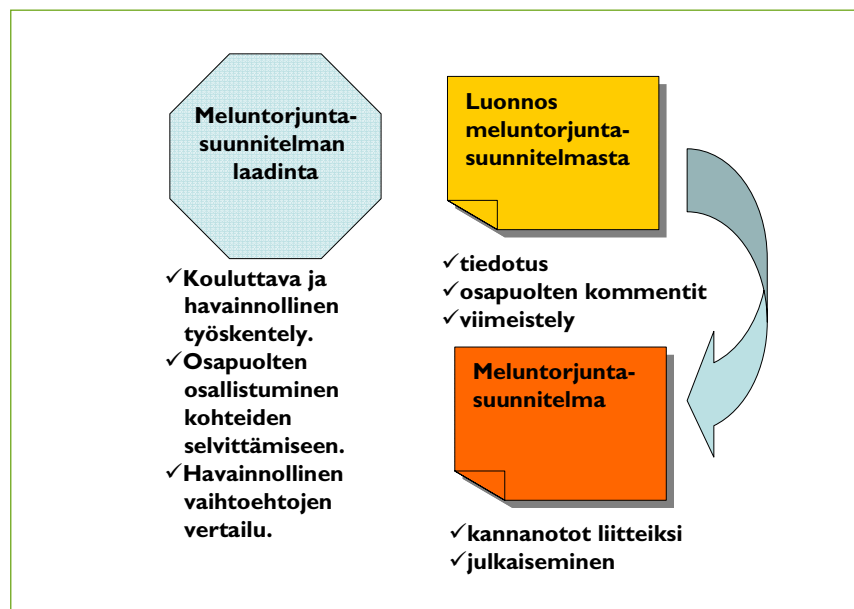 Meluntorjunta-
suunnitelman
laadinta
✓Kouluttava ja
havainnollinen
työskentely.
✓Osapuolten
osallistuminen
kohteiden
selvittämiseen.
✓Havainnollinen
vaihtoehtojen
vertailu.
Luonnos
meluntorjunta-
suunnitelmasta
✓tiedotus
✓osapuolten kommentit
✓viimeistely
Meluntorjunta-
suunnitelma
✓kannanotot liitteiksi
✓julkaiseminen